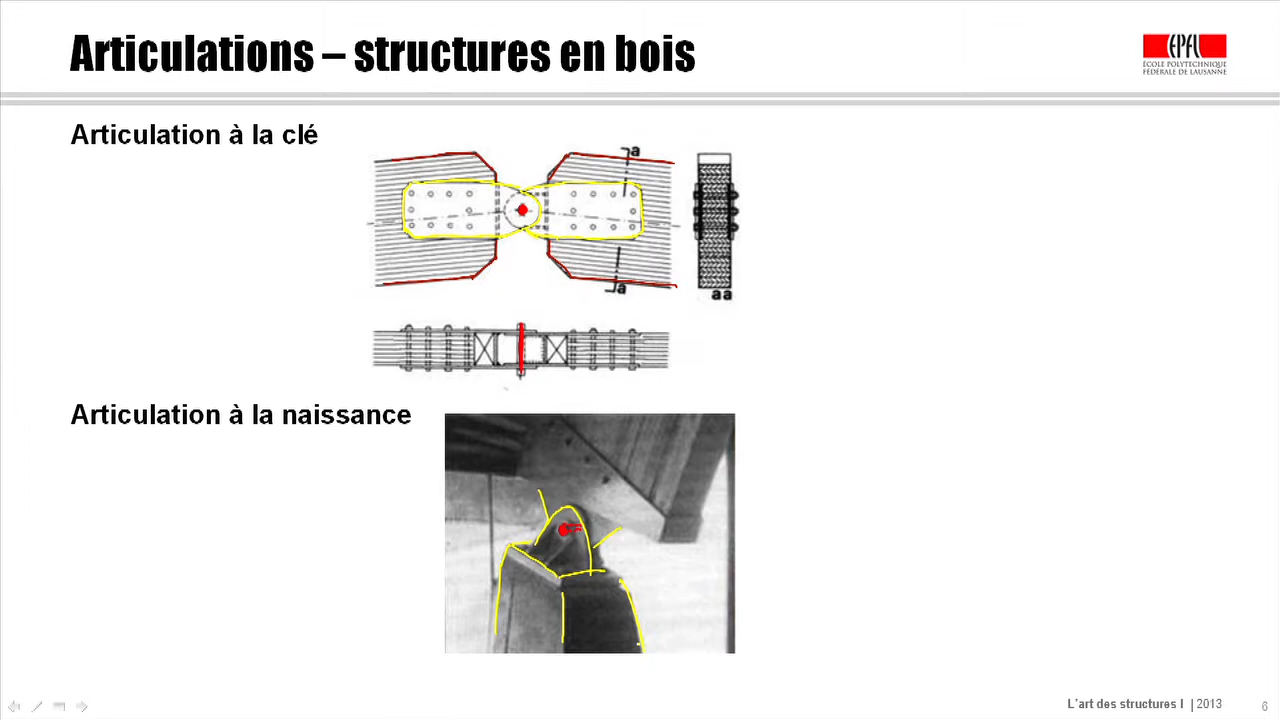 Articulations – structures en bois
EPFL
ÉCOLE POLYTECHNIQUE
FÉDÉRALE DE LAUSANNE
Articulation à la clé
a
a
a a
Articulation à la naissance
L'art des structures I | 2013
6